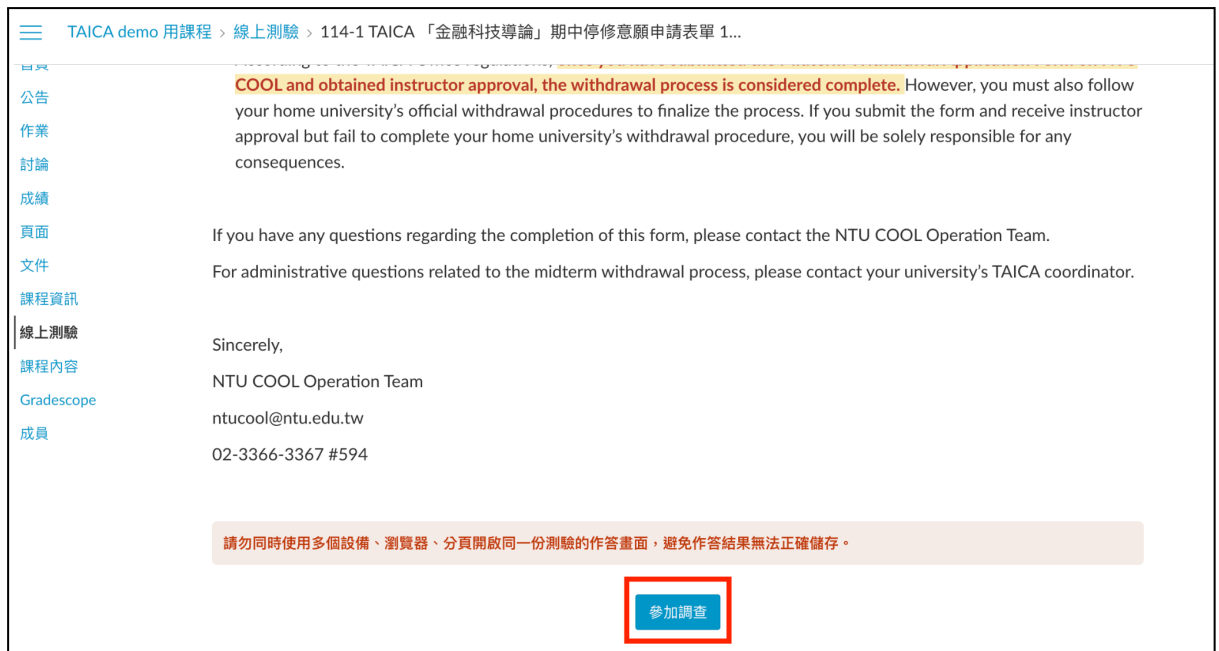 TAICA demo 用課程 › 線上測驗 › 114-1 TAICA 「金融科技導論」期中停修意願申請表單 1...
首頁
公告
作業
討論
成績
頁面
文件
課程資訊
線上測驗
課程內容
Gradescope
成員
COOL and obtained instructor approval, the withdrawal process is considered complete. However, you must also follow
your home university's official withdrawal procedures to finalize the process. If you submit the form and receive instructor
approval but fail to complete your home university's withdrawal procedure, you will be solely responsible for any
consequences.
If you have any questions regarding the completion of this form, please contact the NTU COOL Operation Team.
For administrative questions related to the midterm withdrawal process, please contact your university's TAICA coordinator.
Sincerely,
NTU COOL Operation Team
ntucool@ntu.edu.tw
02-3366-3367 #594
請勿同時使用多個設備、瀏覽器、分頁開啟同一份測驗的作答畫面，避免作答結果無法正確儲存。
參加調查